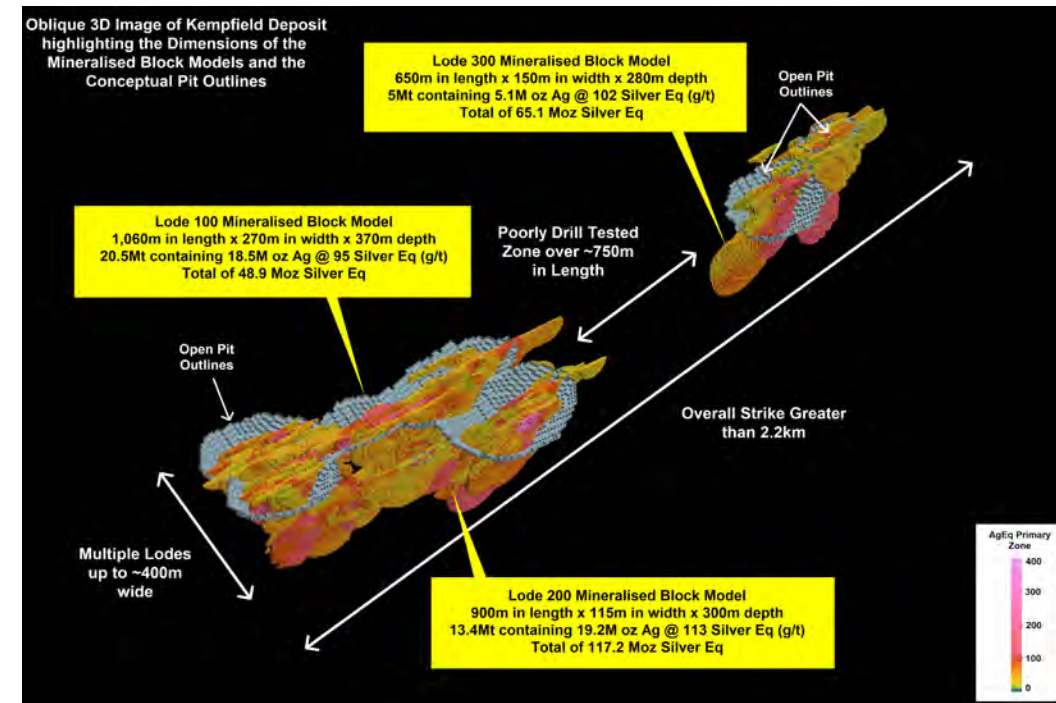 Oblique 3D Image of Kempfield Deposit
highlighting the Dimensions of the
Mineralised Block Models and the
Conceptual Pit Outlines
Lode 300 Mineralised Block Model
650m in length x 150m in width x 280m depth
5Mt containing 5.1M oz Ag @ 102 Silver Eq (g/t)
Total of 65.1 Moz Silver Eq
Open Pit
Outlines
Lode 100 Mineralised Block Model
1,060m in length x 270m in width x 370m depth
20.5Mt containing 18.5M oz Ag @ 95 Silver Eq (g/t)
Total of 48.9 Moz Silver Eq
Poorly Drill Tested
Zone over ~750m
in Length
Open Pit
Outlines
Overall Strike Greater
than 2.2km
Multiple Lodes
up to ~400m
wide
Lode 200 Mineralised Block Model
900m in length x 115m in width x 300m depth
13.4Mt containing 19.2M oz Ag @ 113 Silver Eq (g/t)
Total of 117.2 Moz Silver Eq
AgEq Primary
Zone
400
300
200
100
0